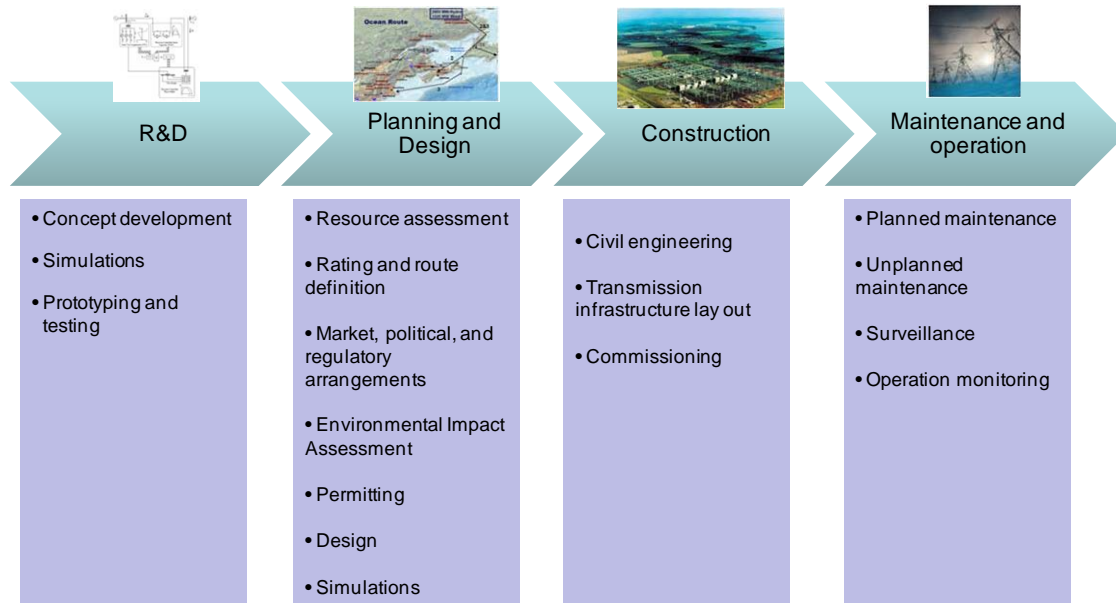 Ocean Route
R&D
Planning and
Design
Construction
Maintenance and
operation
• Concept development
• Simulations
• Prototyping and
testing
• Resource assessment
• Rating and route
definition
• Market, political, and
regulatory
arrangements
• Environmental Impact
Assessment
• Permitting
• Design
• Simulations
• Civil engineering
• Transmission
infrastructure lay out
• Commissioning
• Planned maintenance
• Unplanned
maintenance
• Surveillance
• Operation monitoring